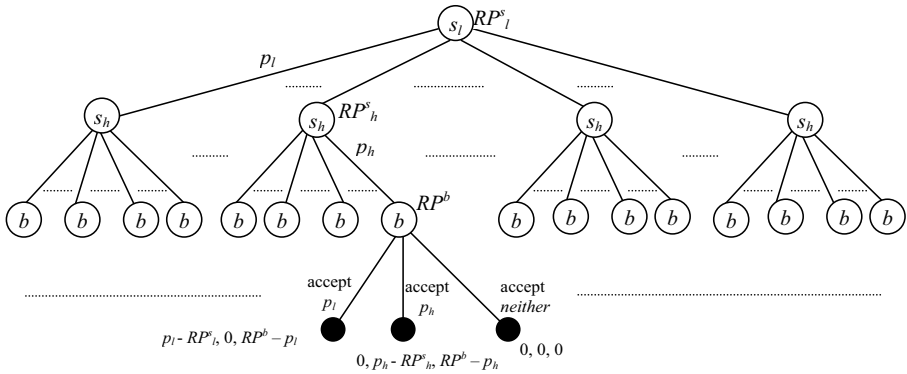 s_l RP^s_l
p_l
s_h s_h RP^s_h s_h s_h
p_h
b b b b b b b b RP^b b b b b b b b b
accept accept accept
p_l p_h neither
p_l - RP^s_l, 0, RP^b – p_l
0, p_h - RP^s_h, RP^b – p_h
0, 0, 0